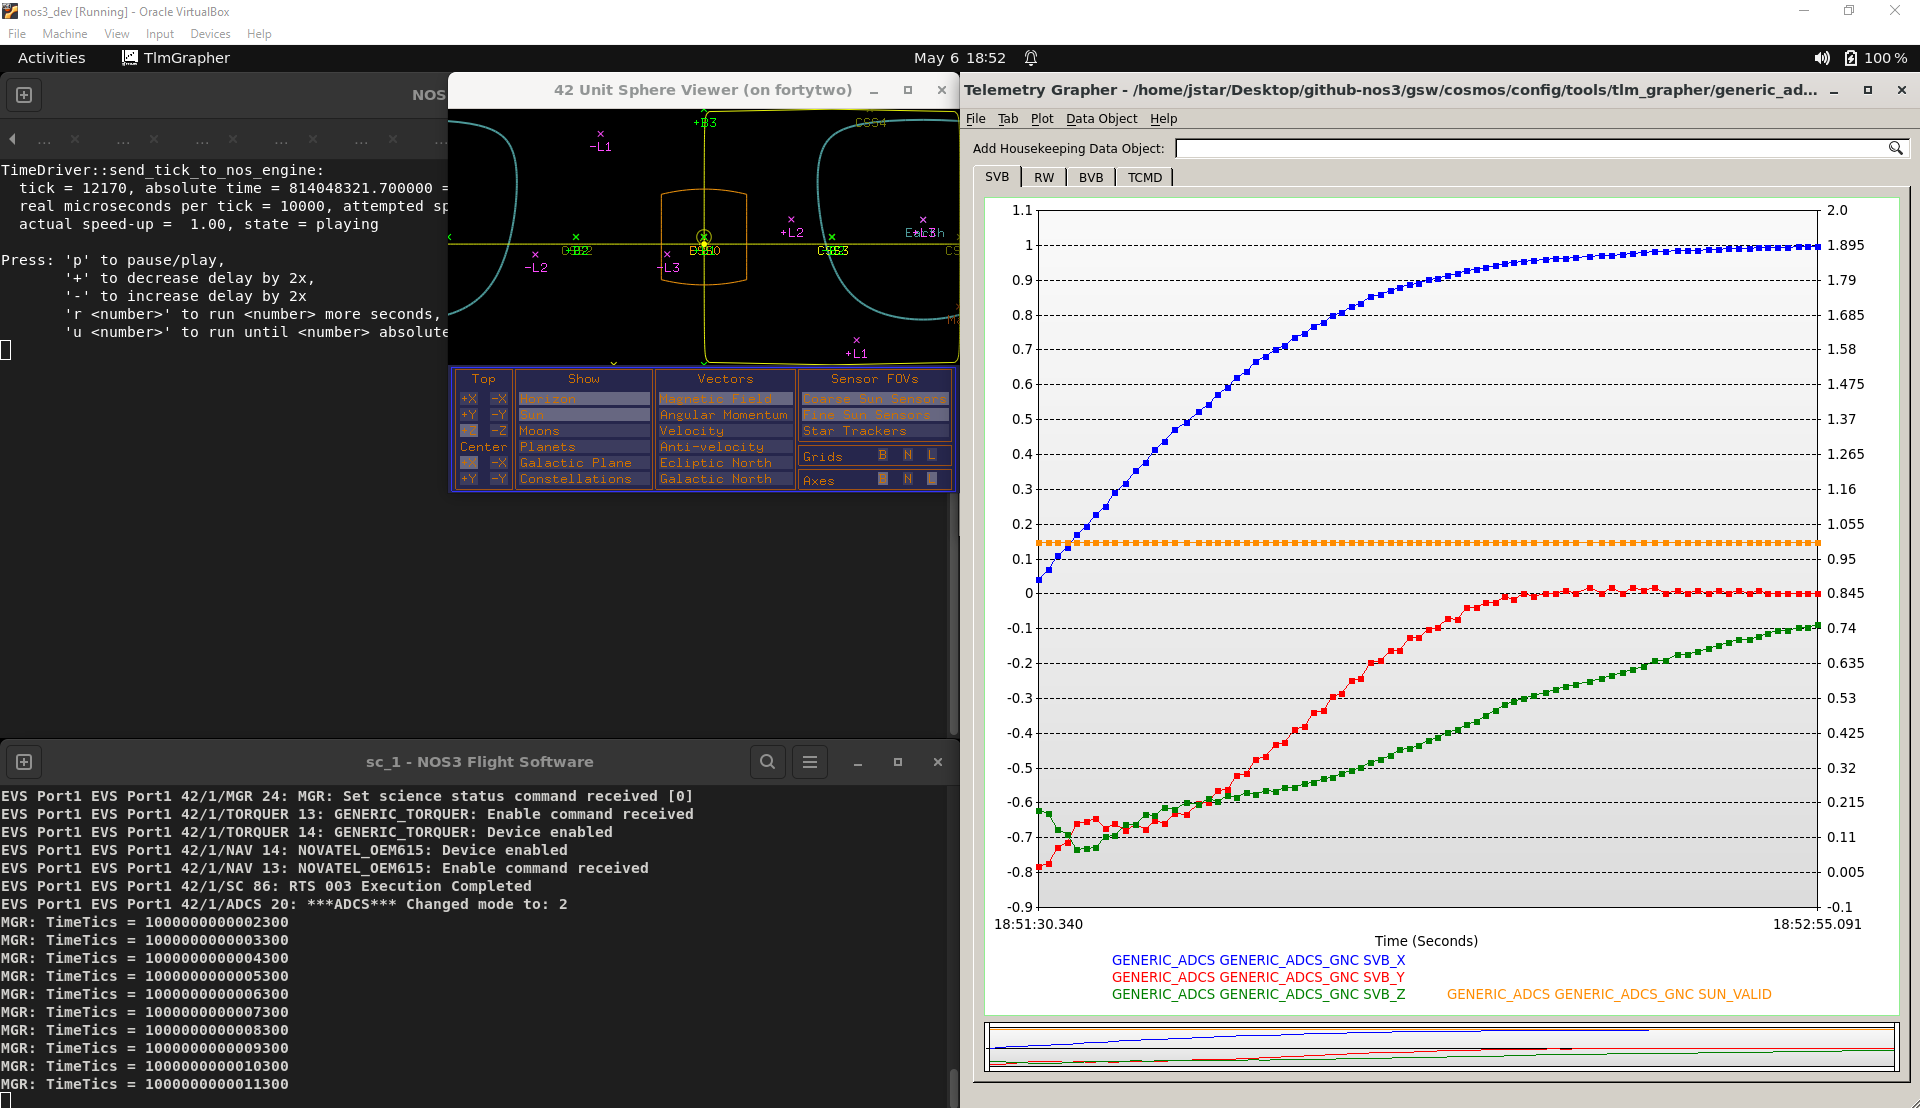 nos3_dev [Running] - Oracle VirtualBox
File Machine View Input Devices Help
Activities TlmGrapher May 6 18:52 100 %
NOS
... ... ... ... ... ...
TimeDriver::send_tick_to_nos_engine:
tick = 12170, absolute time = 814048321.700000 =
real microseconds per tick = 10000, attempted sp
actual speed-up = 1.00, state = playing
Press: 'p' to pause/play,
'+' to decrease delay by 2x,
'-' to increase delay by 2x
'r <number>' to run <number> more seconds,
'u <number>' to run until <number> absolute
42 Unit Sphere Viewer (on fortytwo)
+B3
CSS4
-L1
+L2
+L3
Earth
+B2
CSS3
-L2
-L3
+L1
Top Show Vectors Sensor FOVs
+X -X Horizon Magnetic Field Coarse Sun Sensors
+Y -Y Sun Angular Momentum Fine Sun Sensors
+Z -Z Moons Velocity Star Trackers
Center Planets Anti-velocity Grids B N L
+X -X Galactic Plane Ecliptic North
+Y -Y Constellations Galactic North Axes B N L
sc_1 - NOS3 Flight Software
EVS Port1 EVS Port1 42/1/MGR 24: MGR: Set science status command received [0]
EVS Port1 EVS Port1 42/1/TORQUER 13: GENERIC_TORQUER: Enable command received
EVS Port1 EVS Port1 42/1/TORQUER 14: GENERIC_TORQUER: Device enabled
EVS Port1 EVS Port1 42/1/NAV 14: NOVATEL_OEM615: Device enabled
EVS Port1 EVS Port1 42/1/NAV 13: NOVATEL_OEM615: Enable command received
EVS Port1 EVS Port1 42/1/SC 86: RTS 003 Execution Completed
EVS Port1 EVS Port1 42/1/ADCS 20: ***ADCS*** Changed mode to: 2
MGR: TimeTics = 1000000000002300
MGR: TimeTics = 1000000000003300
MGR: TimeTics = 1000000000004300
MGR: TimeTics = 1000000000005300
MGR: TimeTics = 1000000000006300
MGR: TimeTics = 1000000000007300
MGR: TimeTics = 1000000000008300
MGR: TimeTics = 1000000000009300
MGR: TimeTics = 1000000000010300
MGR: TimeTics = 1000000000011300
Telemetry Grapher - /home/jstar/Desktop/github-nos3/gsw/cosmos/config/tools/tlm_grapher/generic_ad...
File Tab Plot Data Object Help
Add Housekeeping Data Object:
SVB RW BVB TCMD
1.1 2.0
1 1.895
0.9 1.79
0.8 1.685
0.7 1.58
0.6 1.475
0.5 1.37
0.4 1.265
0.3 1.16
0.2 1.055
0.1 0.95
0 0.845
-0.1 0.74
-0.2 0.635
-0.3 0.53
-0.4 0.425
-0.5 0.32
-0.6 0.215
-0.7 0.11
-0.8 0.005
-0.9 -0.1
18:51:30.340 18:52:55.091
Time (Seconds)
GENERIC_ADCS GENERIC_ADCS_GNC SVB_X
GENERIC_ADCS GENERIC_ADCS_GNC SVB_Y
GENERIC_ADCS GENERIC_ADCS_GNC SVB_Z GENERIC_ADCS GENERIC_ADCS_GNC SUN_VALID